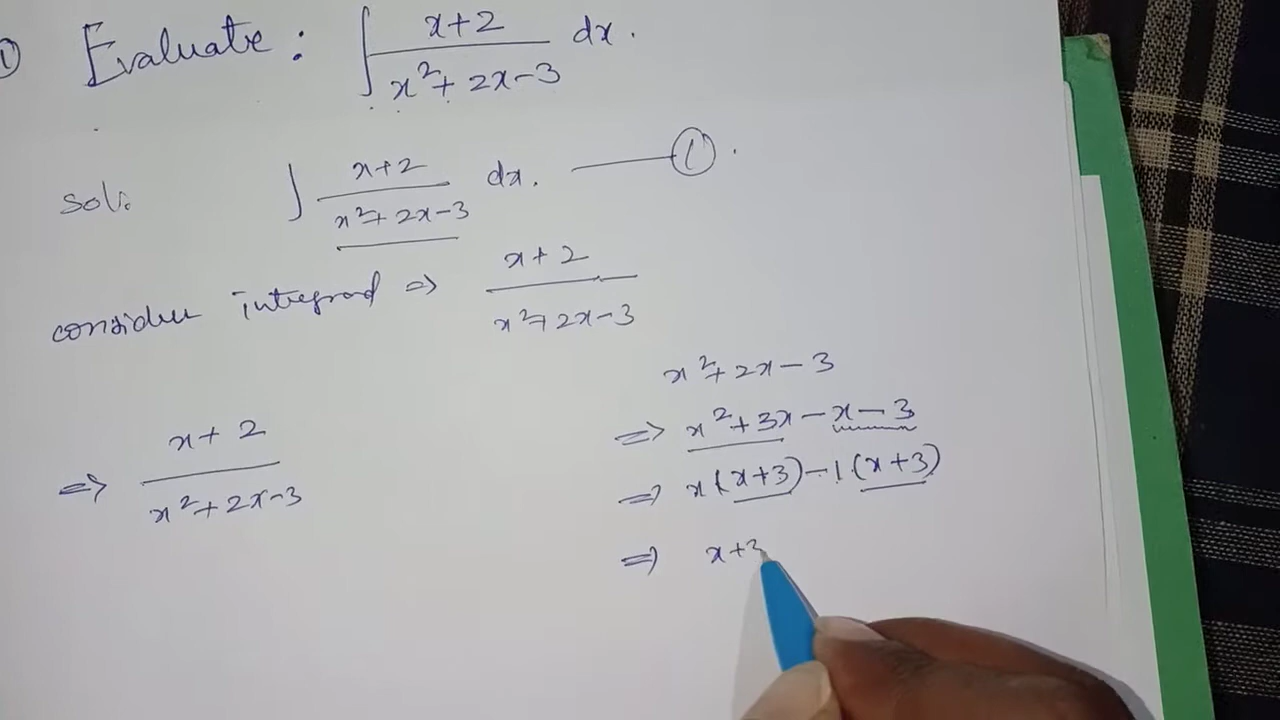 ① Evaluate: ∫ x+2 / x²+2x-3 dx.
Sol: ∫ x+2 / x²+2x-3 dx. —— ①.
consider integrand => x+2 / x²+2x-3
x²+2x-3
=> x²+3x-x-3
=> x(x+3)-1(x+3)
=> x+2 / x²+2x-3
=> x+3